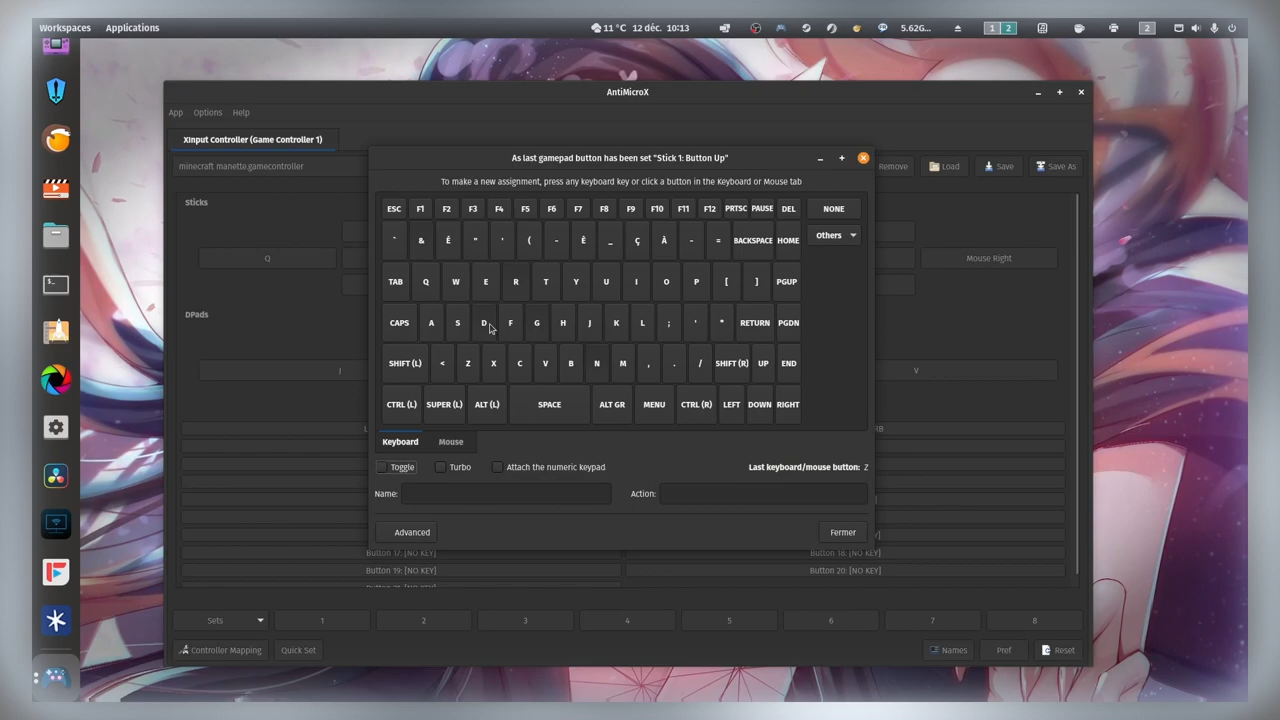 Workspaces Applications 11 °C 12 déc. 10:13 5.62G... 1 2 2
AntiMicroX
App Options Help
XInput Controller (Game Controller 1)
minecraft manette.gamecontroller Remove Load Save Save As
As last gamepad button has been set "Stick 1: Button Up"
To make a new assignment, press any keyboard key or click a button in the Keyboard or Mouse tab
Sticks
Q Mouse Right
DPads
J V
ESC F1 F2 F3 F4 F5 F6 F7 F8 F9 F10 F11 F12 PRTSC PAUSE DEL NONE
` & É " ' ( - È _ Ç À - = BACKSPACE HOME Others
TAB Q W E R T Y U I O P [ ] PGUP
CAPS A S D F G H J K L ; ' * RETURN PGDN
SHIFT (L) < Z X C V B N M , . / SHIFT (R) UP END
CTRL (L) SUPER (L) ALT (L) SPACE ALT GR MENU CTRL (R) LEFT DOWN RIGHT
Keyboard Mouse
Toggle Turbo Attach the numeric keypad Last keyboard/mouse button: Z
Name: Action:
Advanced Fermer
Button 17: [NO KEY] Button 18: [NO KEY]
Button 19: [NO KEY] Button 20: [NO KEY]
Sets 1 2 3 4 5 6 7 8
Controller Mapping Quick Set Names Pref Reset